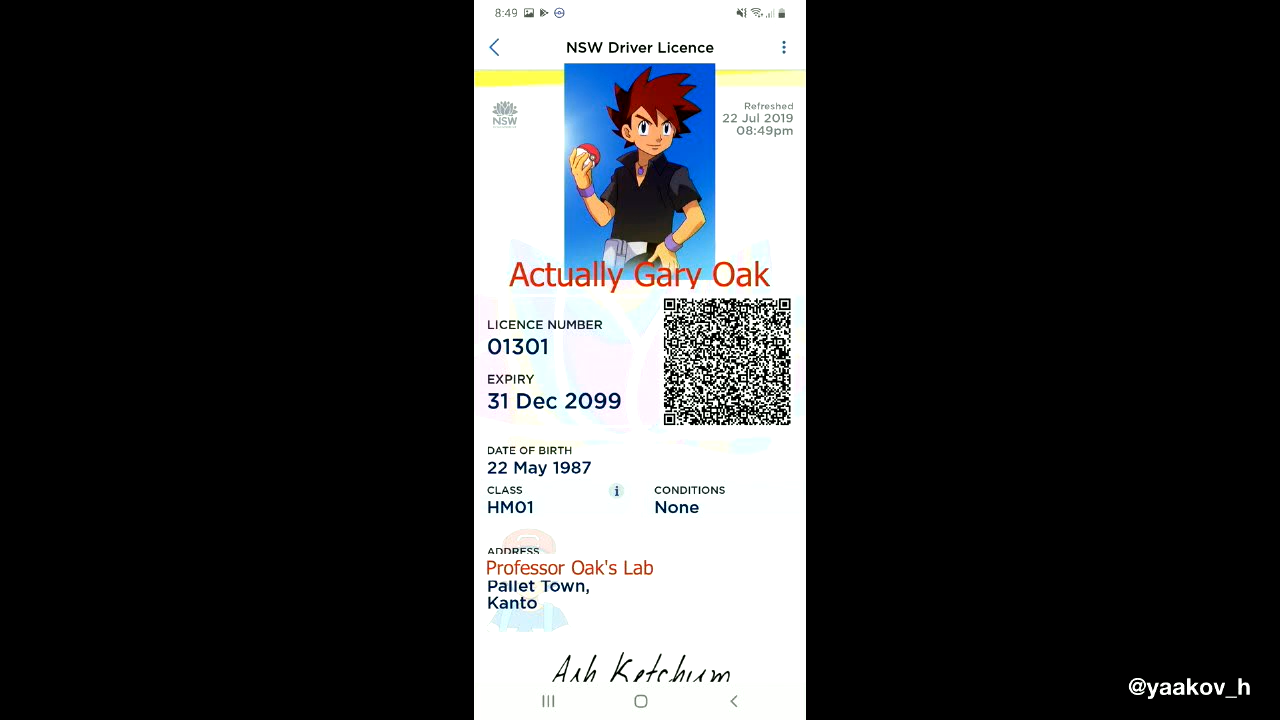 8:49
NSW Driver Licence
NSW
Refreshed
22 Jul 2019
08:49pm
Actually Gary Oak
LICENCE NUMBER
01301
EXPIRY
31 Dec 2099
DATE OF BIRTH
22 May 1987
CLASS
HM01
CONDITIONS
None
ADDRESS
Professor Oak's Lab
Pallet Town,
Kanto
Ash Ketchum
@yaakov_h